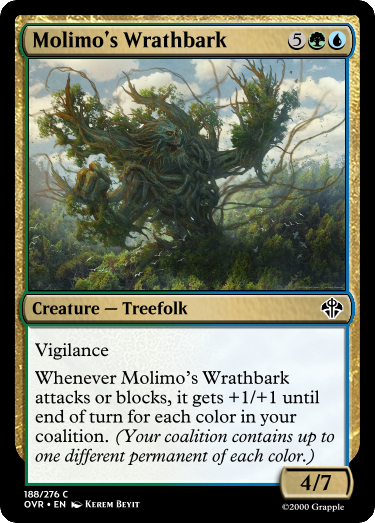 Molimo's Wrathbark 5
Creature — Treefolk
Vigilance
Whenever Molimo's Wrathbark
attacks or blocks, it gets +1/+1 until
end of turn for each color in your
coalition. (Your coalition contains up to
one different permanent of each color.)
4/7
188/276 C
OVR • EN Kerem Beyit
©2000 Grapple